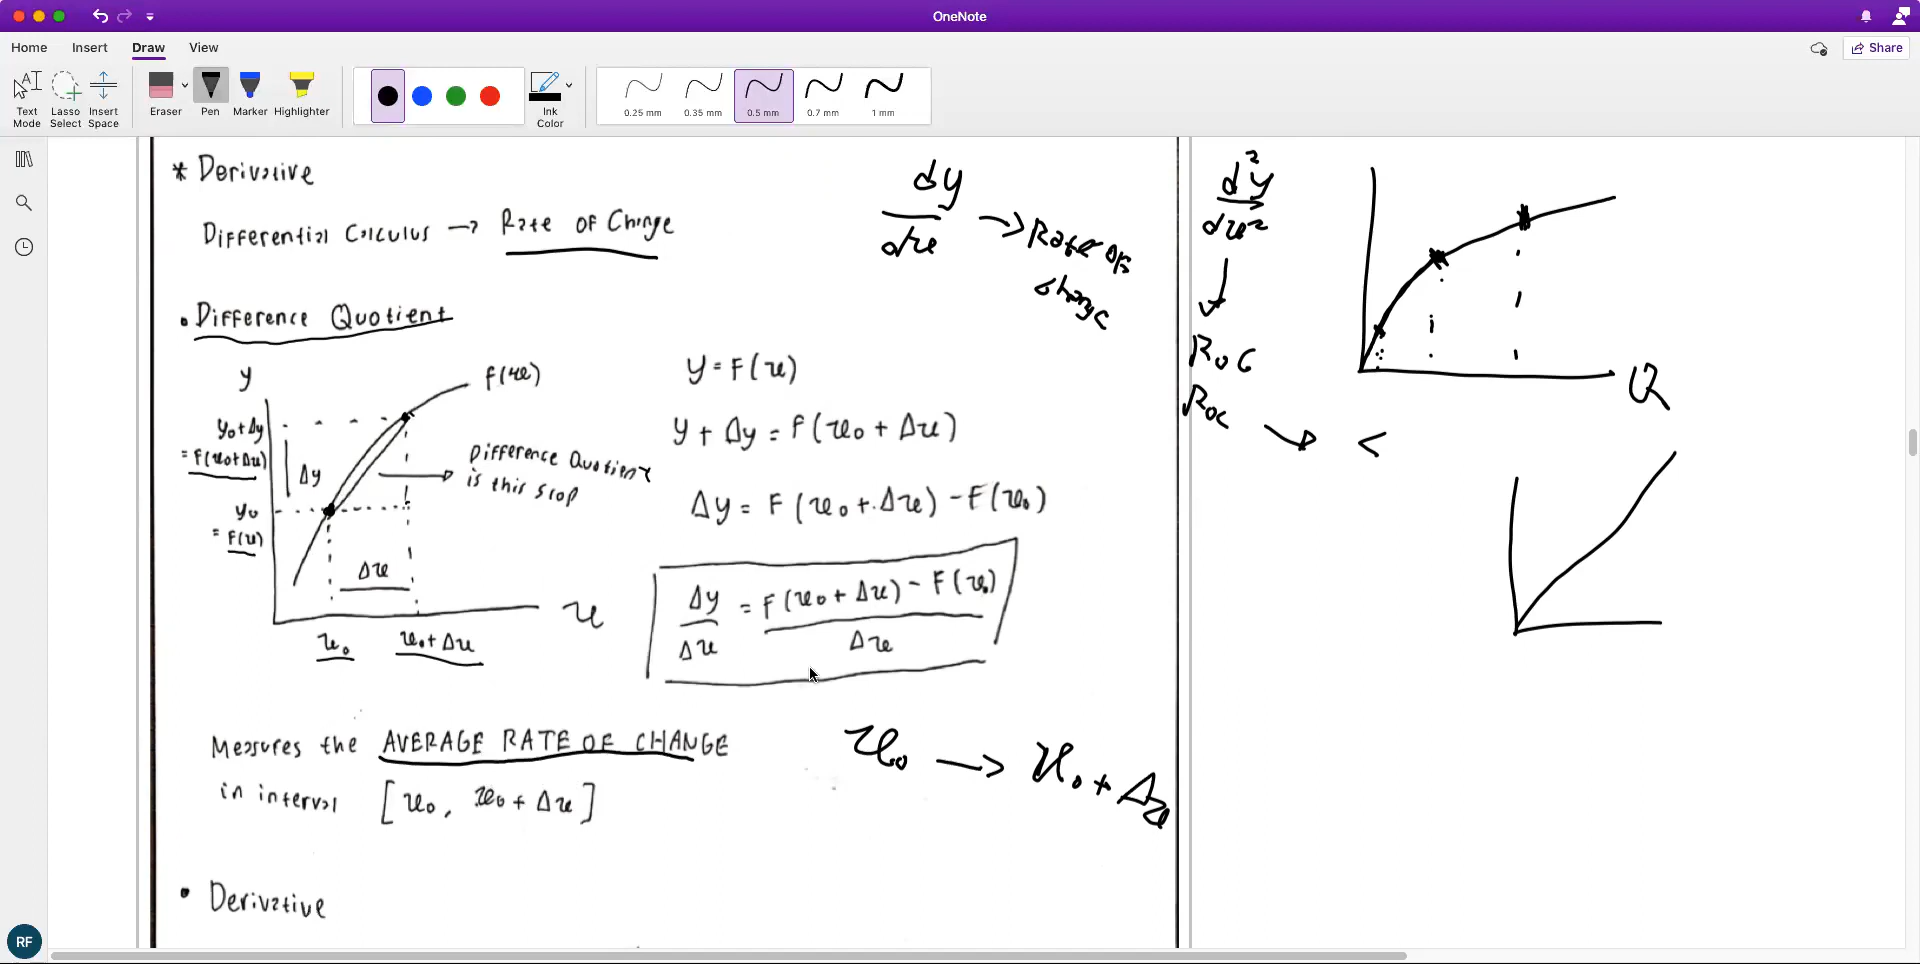 OneNote
Home Insert Draw View
Share
Text Mode
Lasso Select
Insert Space
Eraser
Pen
Marker
Highlighter
Ink Color
0.25 mm
0.35 mm
0.5 mm
0.7 mm
1 mm
* Derivative
Differential Calculus → Rate of Change
dy/dx → Rate of change
• Difference Quotient
y
f(x)
y₀+Δy
= F(x₀+Δx)
Δy
y₀
= F(x)
Δx
x₀
x₀+Δx
x
Difference Quotient
is this slop
y = F(x)
y + Δy = F(x₀ + Δx)
Δy = F(x₀ + Δx) - F(x₀)
Δy/Δx = F(x₀ + Δx) - F(x₀) / Δx
Measures the AVERAGE RATE OF CHANGE
in interval [x₀, x₀ + Δx]
x₀ → x₀ + Δx
• Derivative
d²y/dx²
↓
ROC
ROC → <
Q
RF